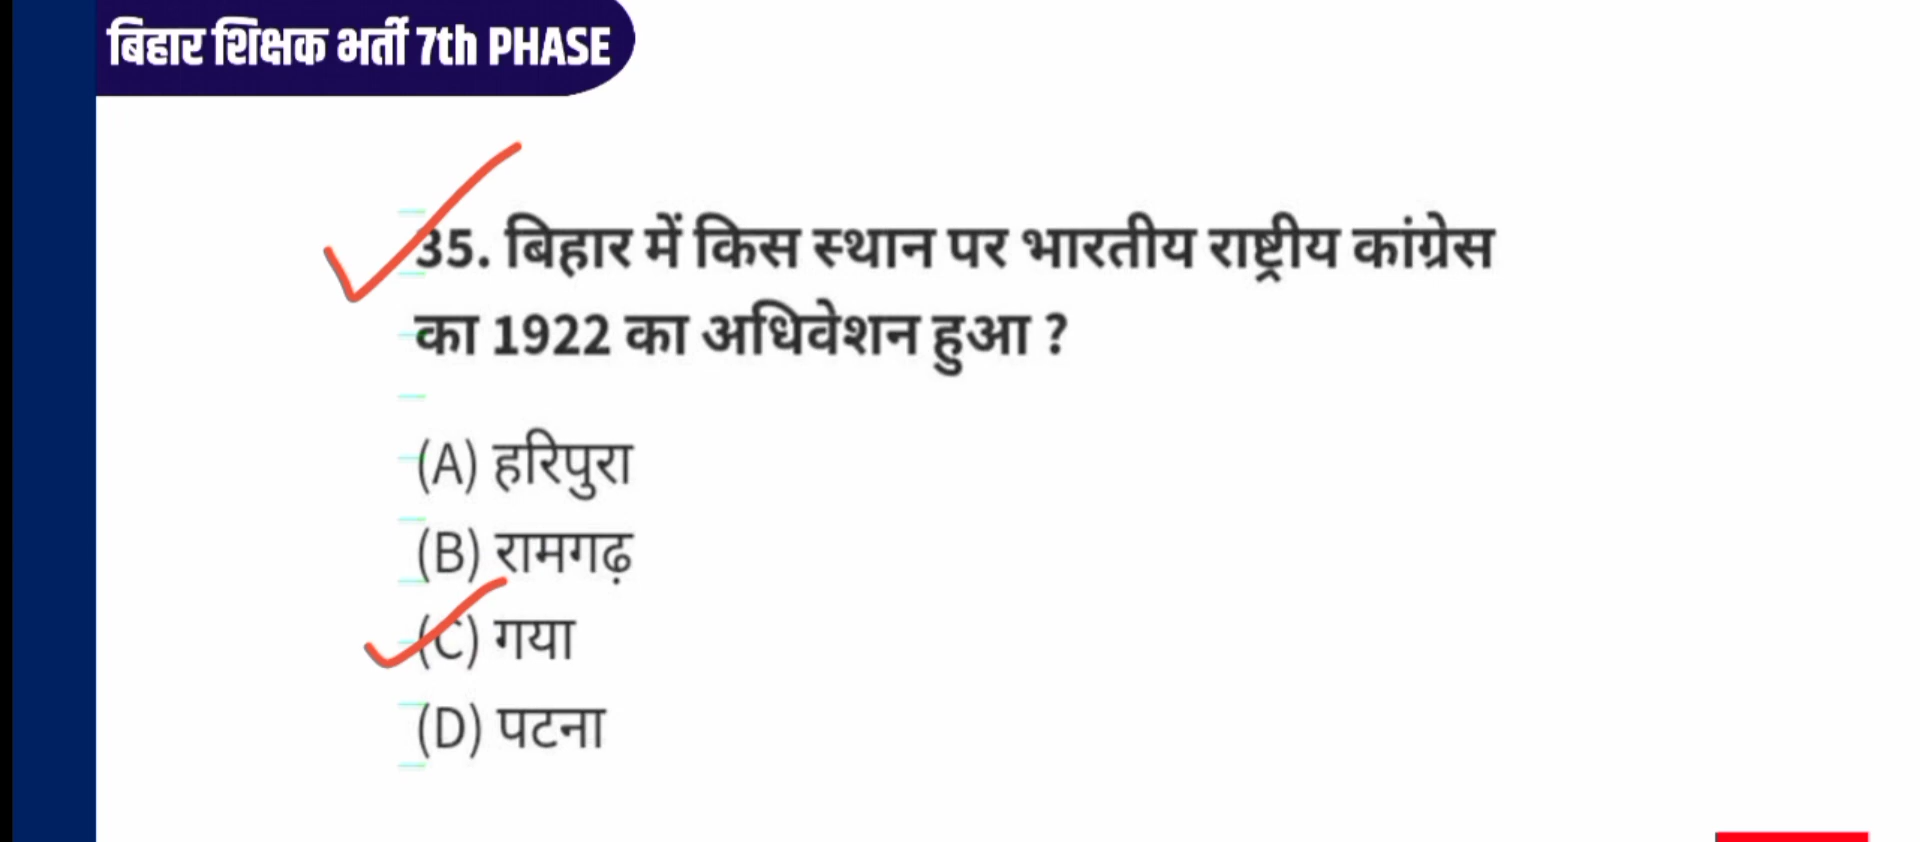 बिहार शिक्षक भर्ती 7th PHASE
35. बिहार में किस स्थान पर भारतीय राष्ट्रीय कांग्रेस
का 1922 का अधिवेशन हुआ ?
(A) हरिपुरा
(B) रामगढ़
(C) गया
(D) पटना